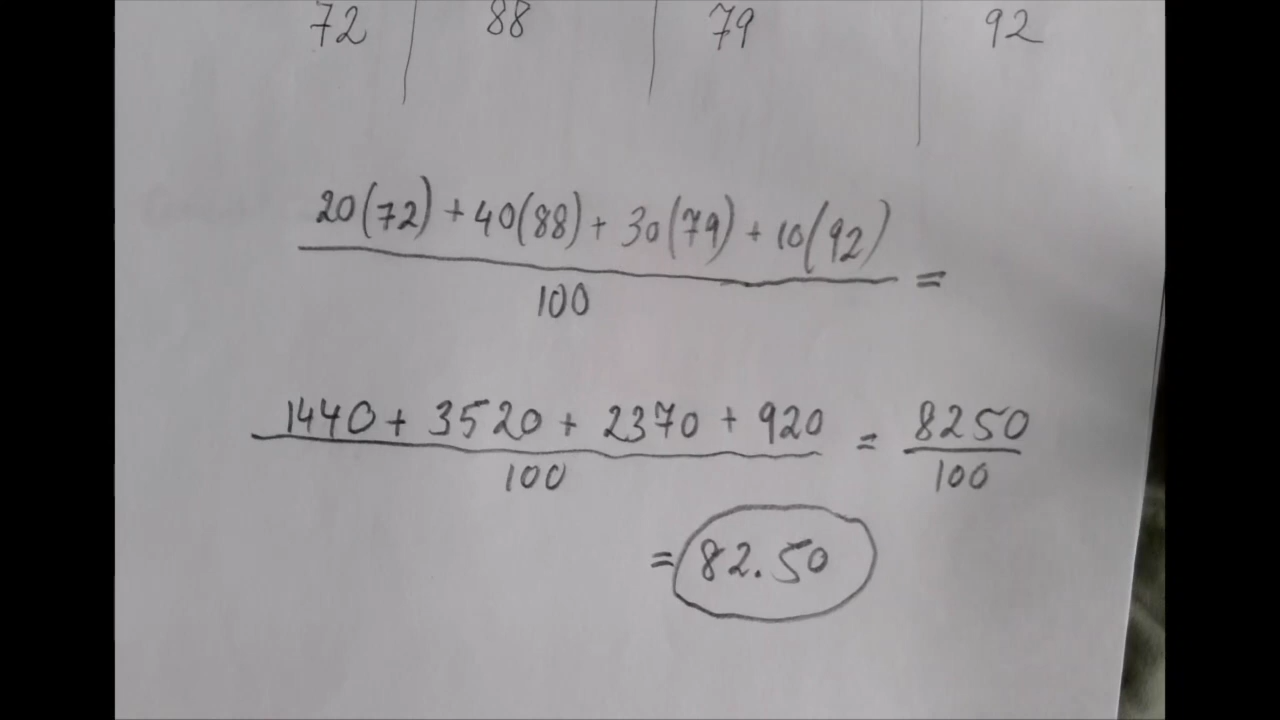 72 88 79 92
20(72) + 40(88) + 30(79) + 10(92)
100 =
1440 + 3520 + 2370 + 920 = 8250
100 100
= 82.50